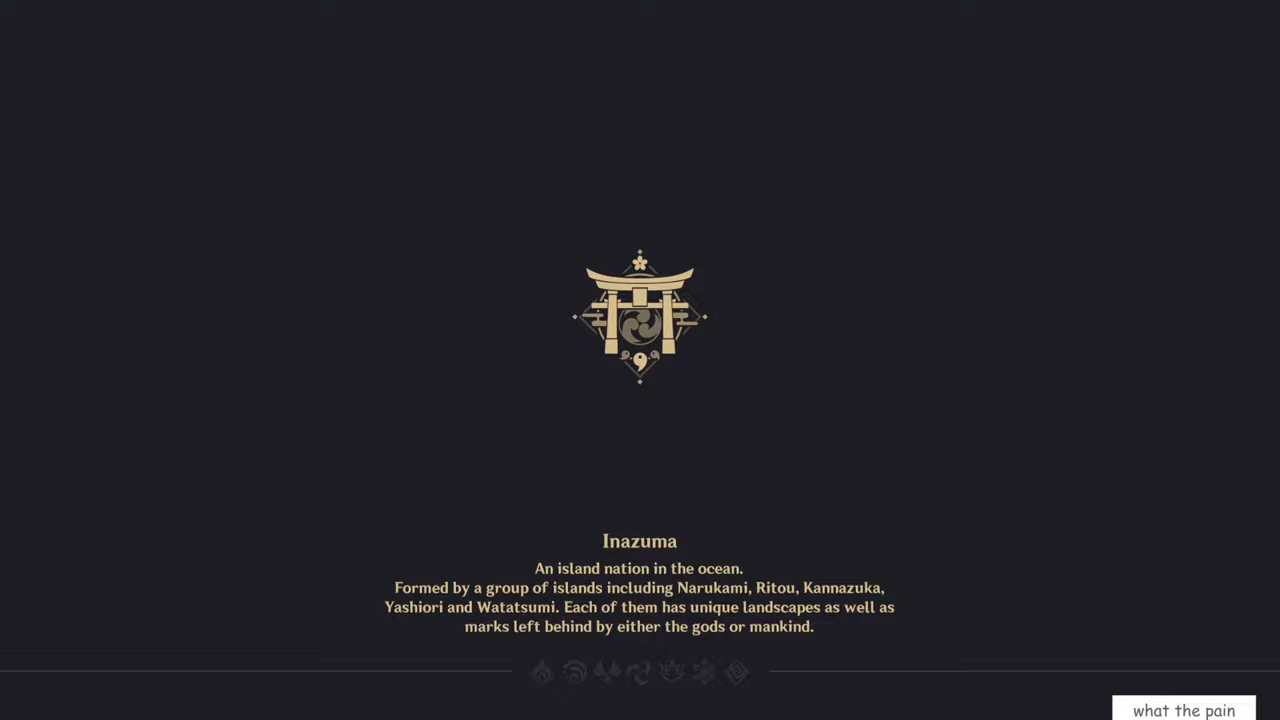 Inazuma
An island nation in the ocean.
Formed by a group of islands including Narukami, Ritou, Kannazuka,
Yashiori and Watatsumi. Each of them has unique landscapes as well as
marks left behind by either the gods or mankind.
what the pain